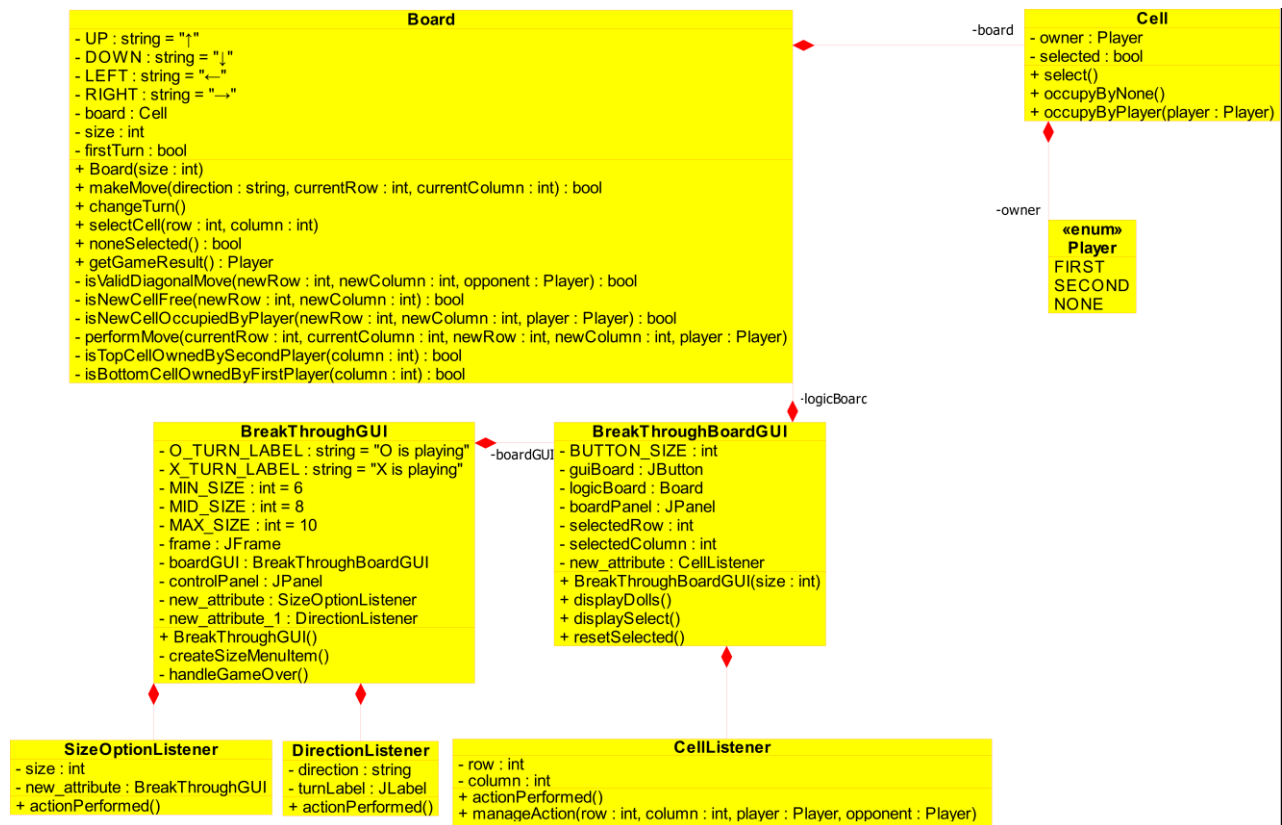 Board
- UP : string = "↑"
- DOWN : string = "↓"
- LEFT : string = "←"
- RIGHT : string = "→"
- board : Cell
- size : int
- firstTurn : bool
+ Board(size : int)
+ makeMove(direction : string, currentRow : int, currentColumn : int) : bool
+ changeTurn()
+ selectCell(row : int, column : int)
+ noneSelected() : bool
+ getGameResult() : Player
- isValidDiagonalMove(newRow : int, newColumn : int, opponent : Player) : bool
- isNewCellFree(newRow : int, newColumn : int) : bool
- isNewCellOccupiedByPlayer(newRow : int, newColumn : int, player : Player) : bool
- performMove(currentRow : int, currentColumn : int, newRow : int, newColumn : int, player : Player)
- isTopCellOwnedBySecondPlayer(column : int) : bool
- isBottomCellOwnedByFirstPlayer(column : int) : bool
-board
Cell
- owner : Player
- selected : bool
+ select()
+ occupyByNone()
+ occupyByPlayer(player : Player)
-owner
«enum»
Player
FIRST
SECOND
NONE
-logicBoard
BreakThroughGUI
- O_TURN_LABEL : string = "O is playing"
- X_TURN_LABEL : string = "X is playing"
- MIN_SIZE : int = 6
- MID_SIZE : int = 8
- MAX_SIZE : int = 10
- frame : JFrame
- boardGUI : BreakThroughBoardGUI
- controlPanel : JPanel
- new_attribute : SizeOptionListener
- new_attribute_1 : DirectionListener
+ BreakThroughGUI()
- createSizeMenuItem()
- handleGameOver()
-boardGUI
BreakThroughBoardGUI
- BUTTON_SIZE : int
- guiBoard : JButton
- logicBoard : Board
- boardPanel : JPanel
- selectedRow : int
- selectedColumn : int
- new_attribute : CellListener
+ BreakThroughBoardGUI(size : int)
+ displayDolls()
+ displaySelect()
+ resetSelected()
SizeOptionListener
- size : int
- new_attribute : BreakThroughGUI
+ actionPerformed()
DirectionListener
- direction : string
- turnLabel : JLabel
+ actionPerformed()
CellListener
- row : int
- column : int
+ actionPerformed()
+ manageAction(row : int, column : int, player : Player, opponent : Player)